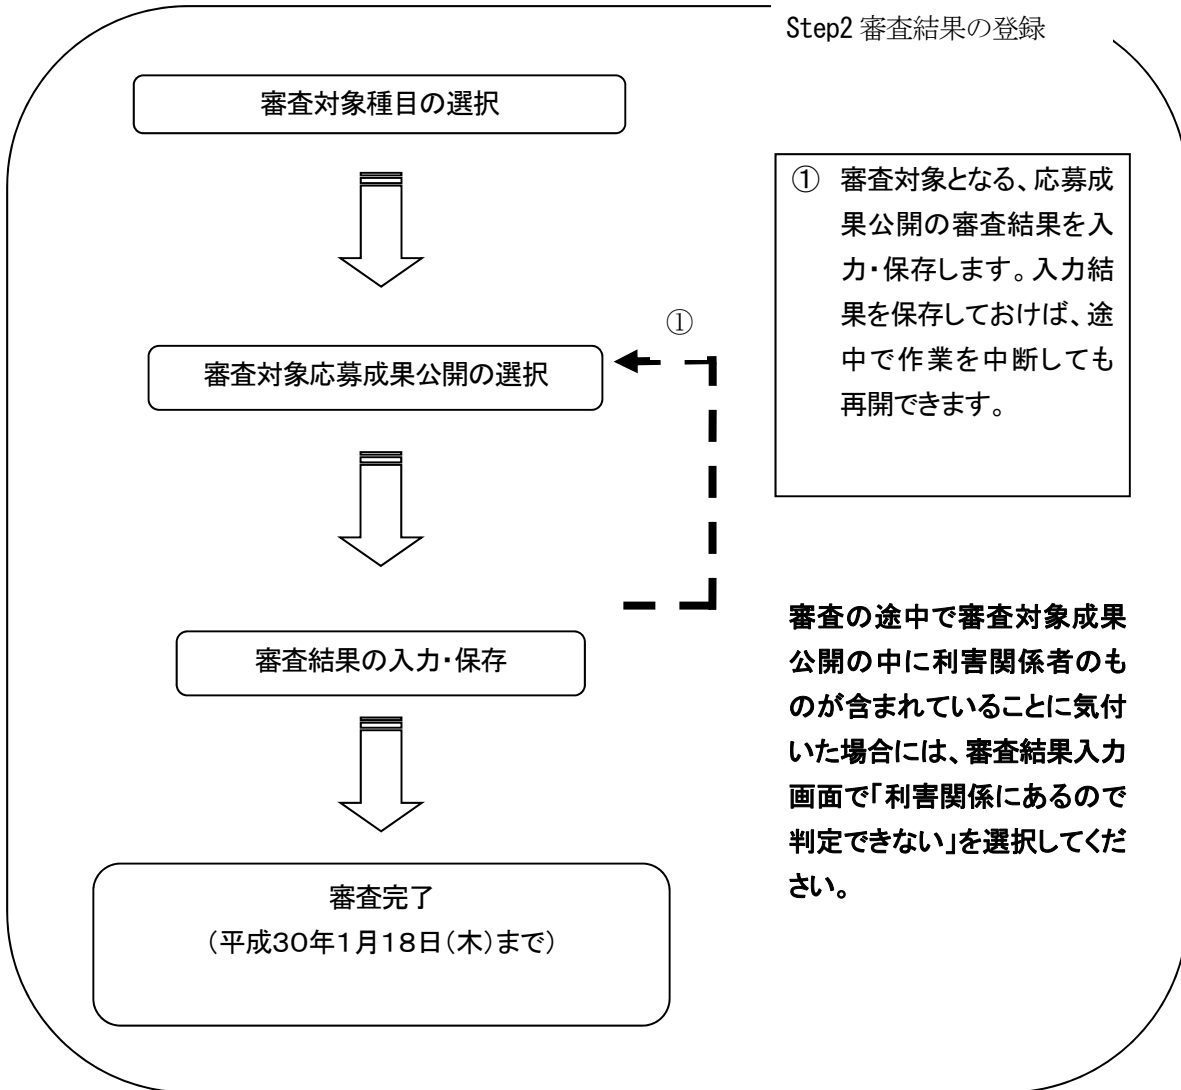 Step2 審査結果の登録
審査対象種目の選択
① 審査対象となる、応募成
果公開の審査結果を入
力・保存します。入力結
果を保存しておけば、途
中で作業を中断しても
再開できます。
①
審査対象応募成果公開の選択
審査結果の入力・保存
審査の途中で審査対象成果
公開の中に利害関係者のも
のが含まれていることに気付
いた場合には、審査結果入力
画面で「利害関係にあるので
判定できない」を選択してくだ
さい。
審査完了
(平成30年1月18日(木)まで)